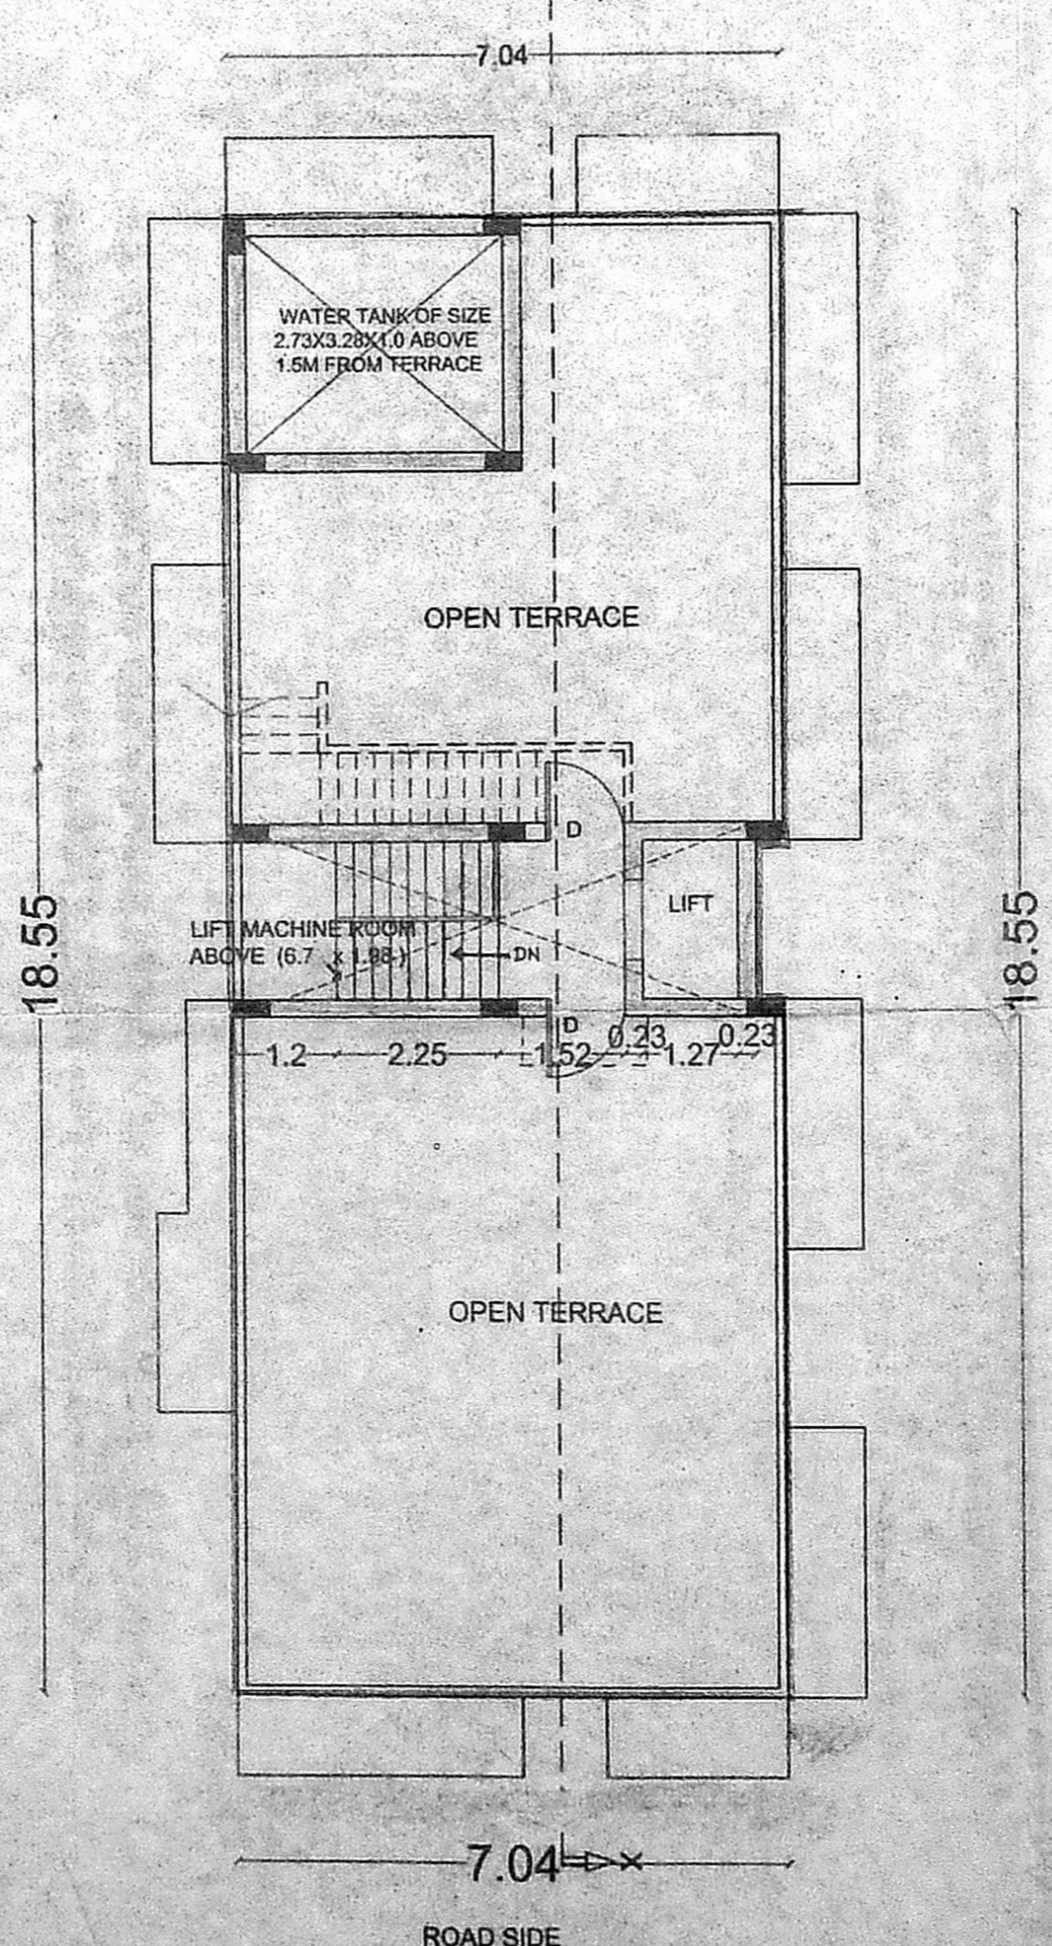 7.04
WATER TANK OF SIZE
2.73X3.28X1.0 ABOVE
1.5M FROM TERRACE
OPEN TERRACE
D
LIFT
18.55
18.55
LIFT MACHINE ROOM
ABOVE (6.7 x 1.98 )
DN
D
1.2
2.25
1.52
0.23
1.27
0.23
OPEN TERRACE
7.04
X
ROAD SIDE